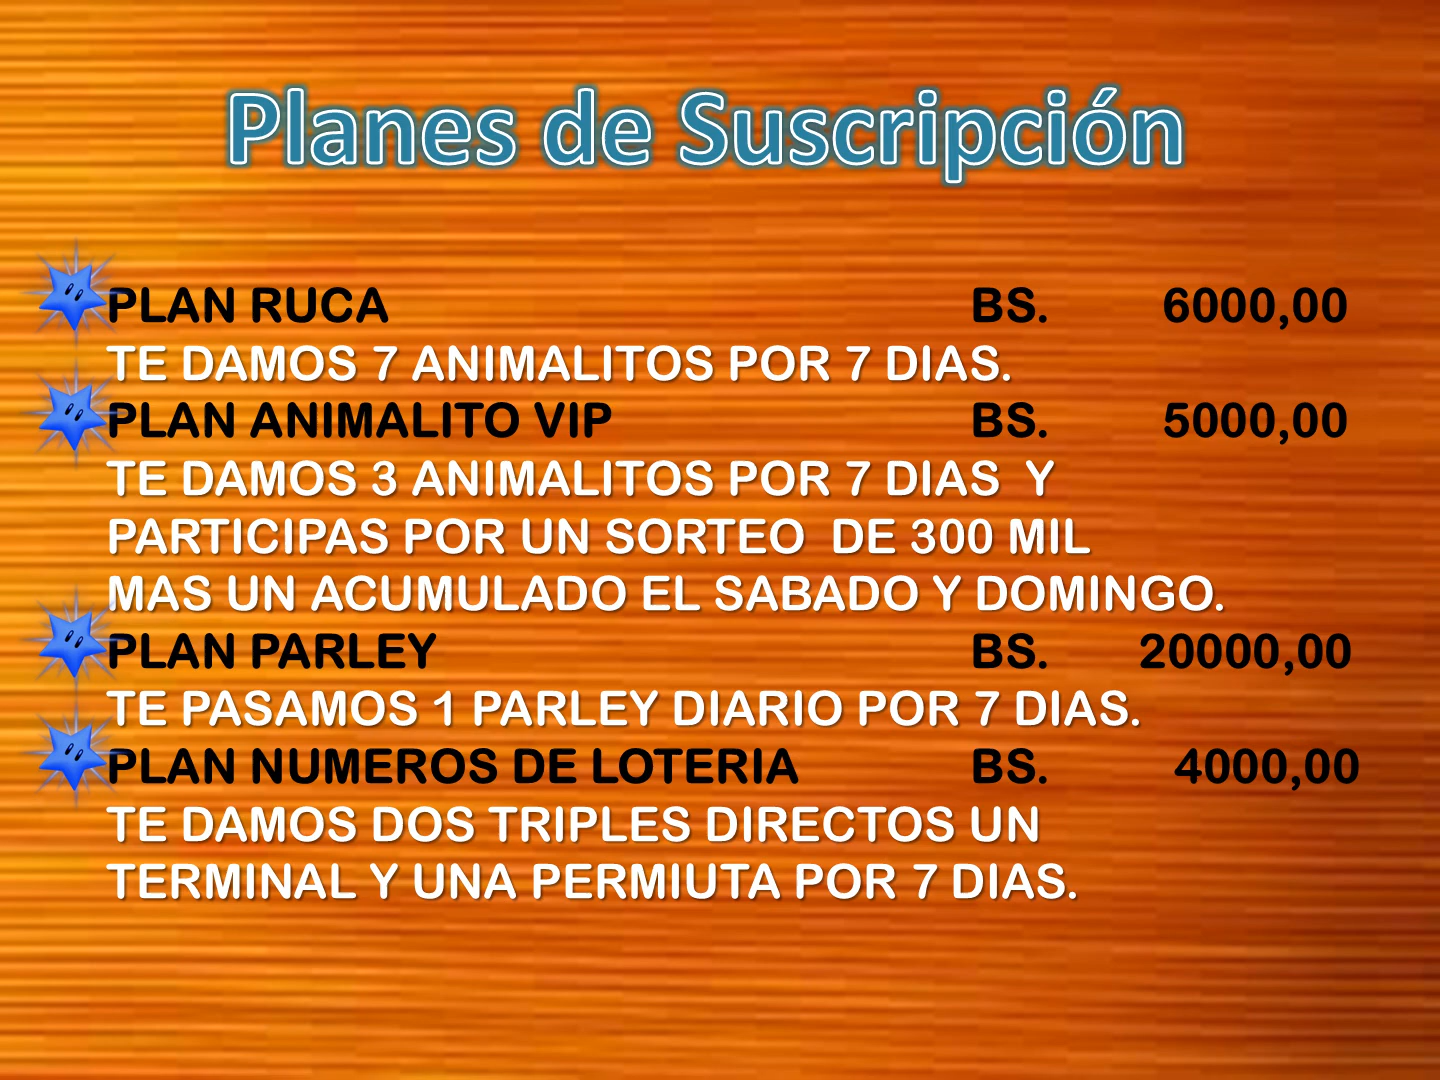 Planes de Suscripción
PLAN RUCA BS. 6000,00
TE DAMOS 7 ANIMALITOS POR 7 DIAS.
PLAN ANIMALITO VIP BS. 5000,00
TE DAMOS 3 ANIMALITOS POR 7 DIAS Y
PARTICIPAS POR UN SORTEO DE 300 MIL
MAS UN ACUMULADO EL SABADO Y DOMINGO.
PLAN PARLEY BS. 20000,00
TE PASAMOS 1 PARLEY DIARIO POR 7 DIAS.
PLAN NUMEROS DE LOTERIA BS. 4000,00
TE DAMOS DOS TRIPLES DIRECTOS UN
TERMINAL Y UNA PERMIUTA POR 7 DIAS.